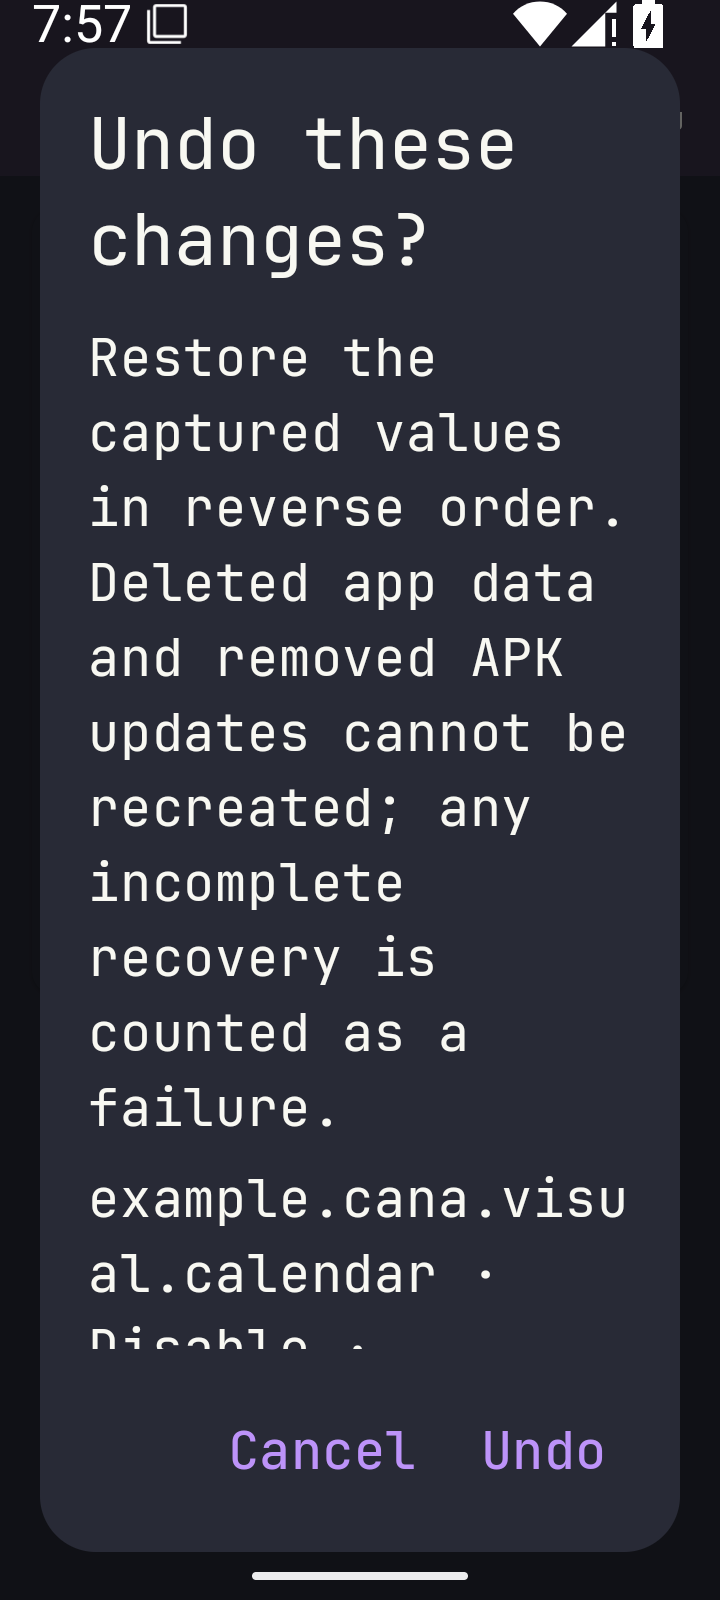 7:57
Undo these
changes?
Restore the
captured values
in reverse order.
Deleted app data
and removed APK
updates cannot be
recreated; any
incomplete
recovery is
counted as a
failure.
example.cana.visu
al.calendar ·
Disable ·
Cancel Undo